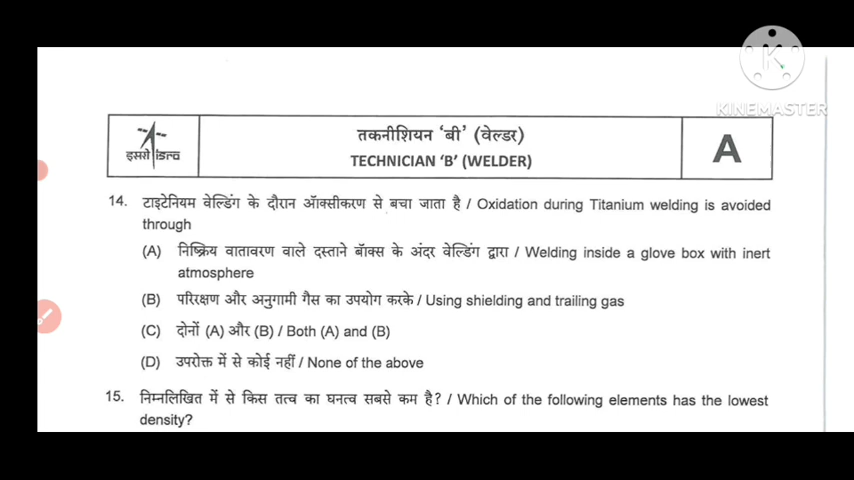 KINEMASTER
तकनीशियन 'बी' (वेल्डर)
इसरो isro
TECHNICIAN 'B' (WELDER)
A
14. टाइटेनियम वेल्डिंग के दौरान ऑक्सीकरण से बचा जाता है / Oxidation during Titanium welding is avoided
through
(A) निष्क्रिय वातावरण वाले दस्ताने बॉक्स के अंदर वेल्डिंग द्वारा / Welding inside a glove box with inert
atmosphere
(B) परिरक्षण और अनुगामी गैस का उपयोग करके / Using shielding and trailing gas
(C) दोनों (A) और (B) / Both (A) and (B)
(D) उपरोक्त में से कोई नहीं / None of the above
15. निम्नलिखित में से किस तत्व का घनत्व सबसे कम है? / Which of the following elements has the lowest
density?